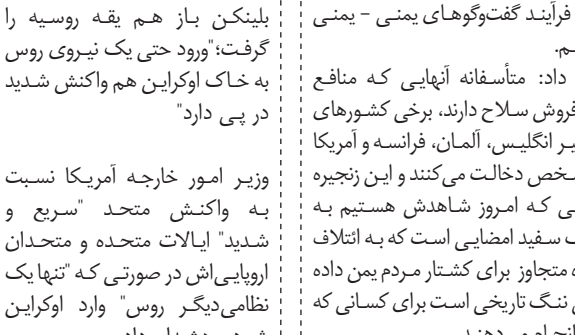 فرآیند گفت‌وگوهای یمنی - یمنی
داد: متأسفانه آنهایی که منافع
فروش سلاح دارند، برخی کشورهای
انگلیس، آلمان، فرانسه و آمریکا
دخالت می‌کنند و این زنجیره
که امروز شاهدش هستیم به
سفید امضایی است که به ائتلاف
متجاوز برای کشتار مردم یمن داده
ننگ تاریخی است برای کسانی که
بلینکن باز هم یقه روسیه را
گرفت؛"ورود حتی یک نیروی روس
به خاک اوکراین هم واکنش شدید
در پی دارد"
وزیر امور خارجه آمریکا نسبت
به واکنش متحد "سریع و
شدید" ایالات متحده و متحدان
اروپایی‌اش در صورتی که "تنها یک
نظامی‌دیگر روس" وارد اوکراین